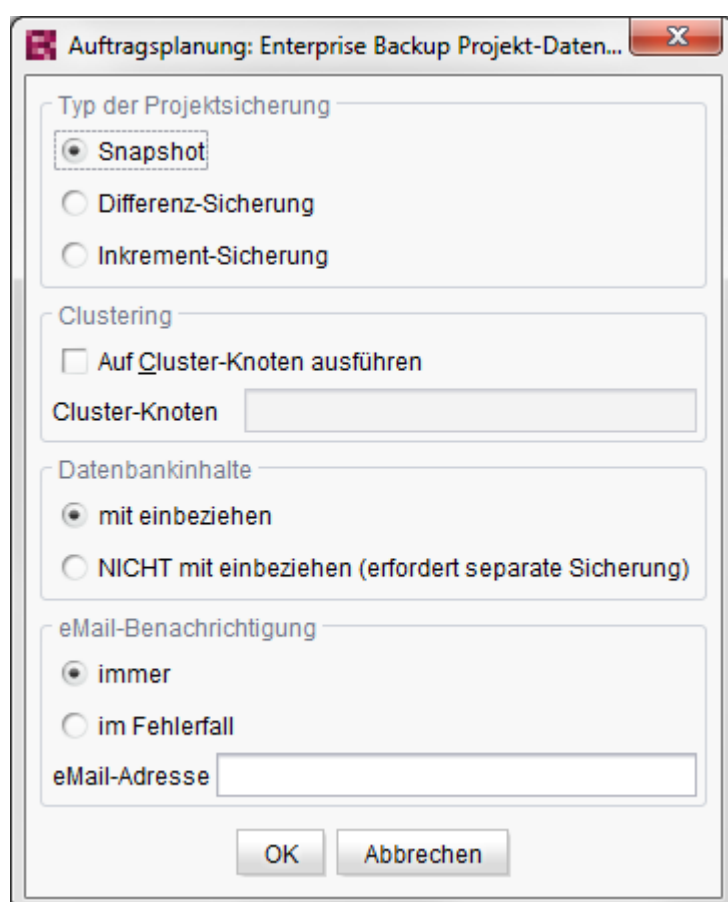 Auftragsplanung: Enterprise Backup Projekt-Daten...
Typ der Projektsicherung
Snapshot
Differenz-Sicherung
Inkrement-Sicherung
Clustering
Auf Cluster-Knoten ausführen
Cluster-Knoten
Datenbankinhalte
mit einbeziehen
NICHT mit einbeziehen (erfordert separate Sicherung)
eMail-Benachrichtigung
immer
im Fehlerfall
eMail-Adresse
OK Abbrechen